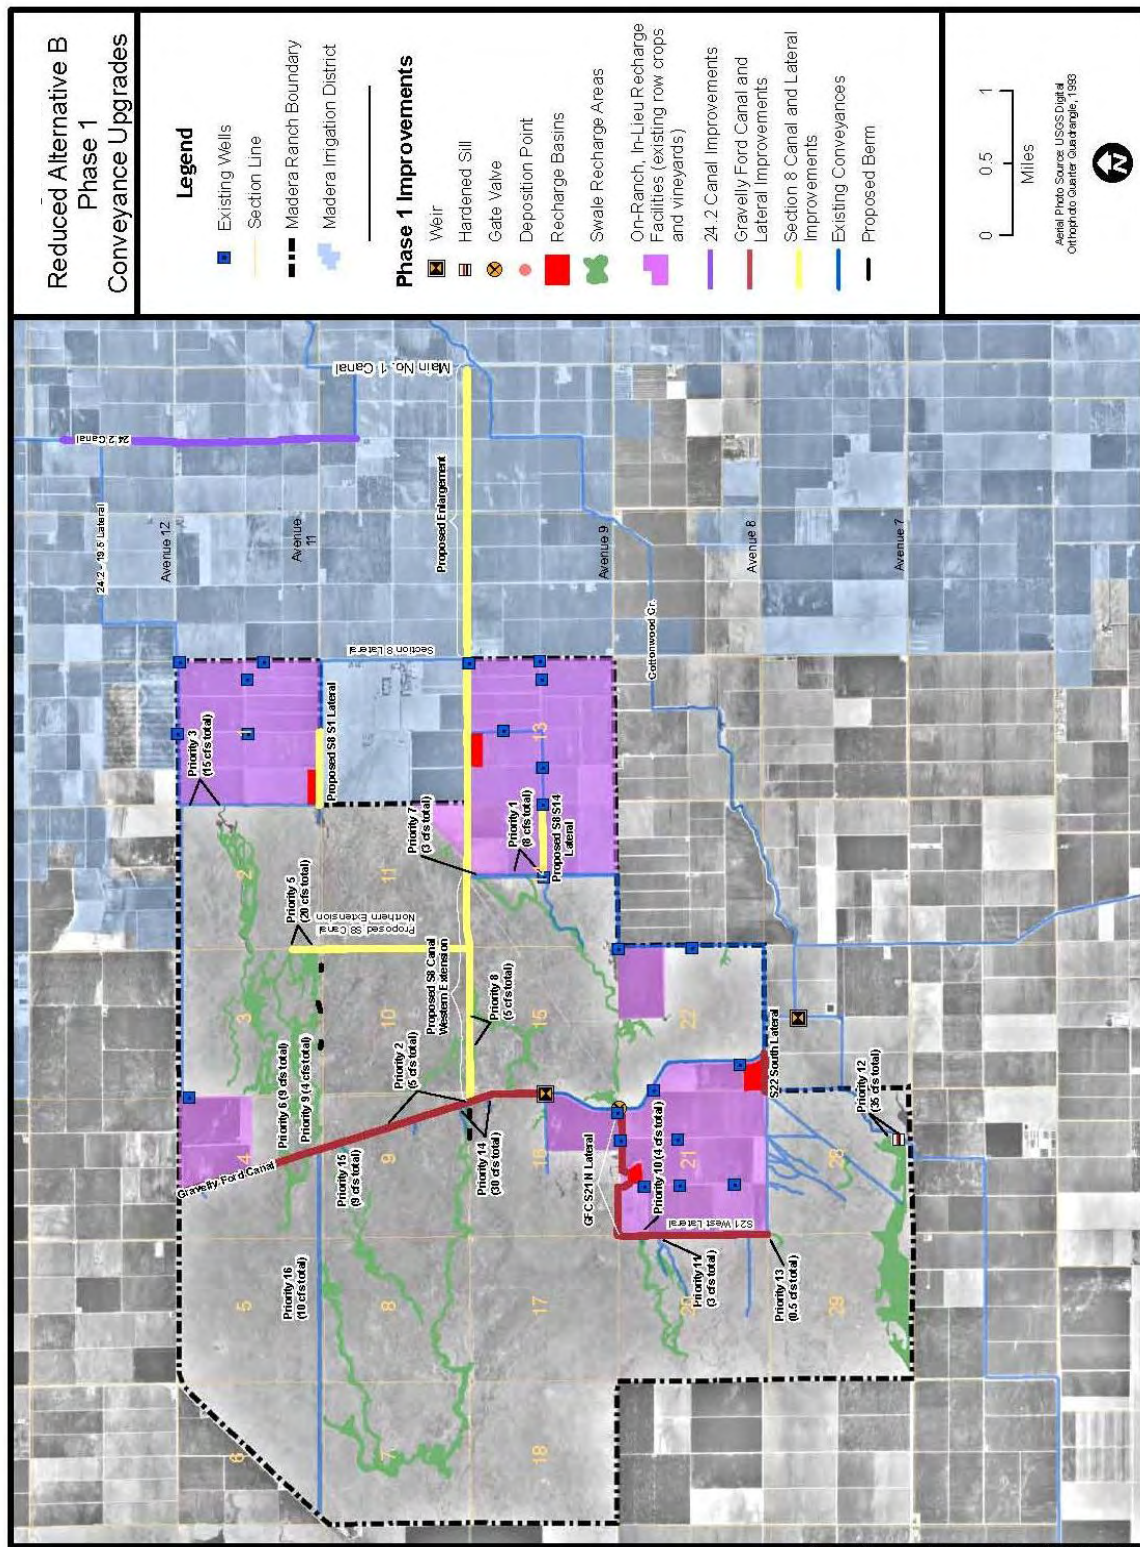 Reduced Alternative B
Phase 1
Conveyance Upgrades
Legend
Existing Wells
Section Line
Madera Ranch Boundary
Madera Irrigation District
Phase 1 Improvements
Weir
Hardened Sill
Gate Valve
Deposition Point
Recharge Basins
Swale Recharge Areas
On-Ranch, In-Lieu Recharge
Facilities (existing row crops
and vineyards)
24.2 Canal Improvements
Gravelly Ford Canal and
Lateral Improvements
Section 8 Canal and Lateral
Improvements
Existing Conveyances
Proposed Berm
0
0.5
1
Miles
Aerial Photo Source: USGS Digital
Orthophoto Quarter Quadrangle, 1993
N
24.2 Canal
24.2 - 19.5 Lateral
Avenue 12
Avenue
11
Main No. 1 Canal
Proposed Enlargement
Avenue 9
Avenue 8
Avenue 7
Cottonwood Cr.
Section 8 Lateral
Priority 3
(15 cfs total)
1
Proposed S8 S1 Lateral
13
Priority 7
(3 cfs total)
Priority 1
(8 cfs total)
Proposed S8 S14
Lateral
2
11
Priority 5
(20 cfs total)
Proposed S8 Canal
Northern Extension
3
10
Proposed S8 Canal
Western Extension
Priority 8
(5 cfs total)
15
22
Priority 6 (9 cfs total)
Priority 9 (4 cfs total)
Priority 2
(5 cfs total)
S22 South Lateral
Priority 12
(35 cfs total)
4
Gravelly Ford Canal
9
Priority 15
(9 cfs total)
Priority 14
(30 cfs total)
16
GFC S21 N Lateral
Priority 10 (4 cfs total)
21
28
S21 West Lateral
Priority 16
(10 cfs total)
5
8
17
Priority 11
(3 cfs total)
20
Priority 13
(0.5 cfs total)
29
6
7
18